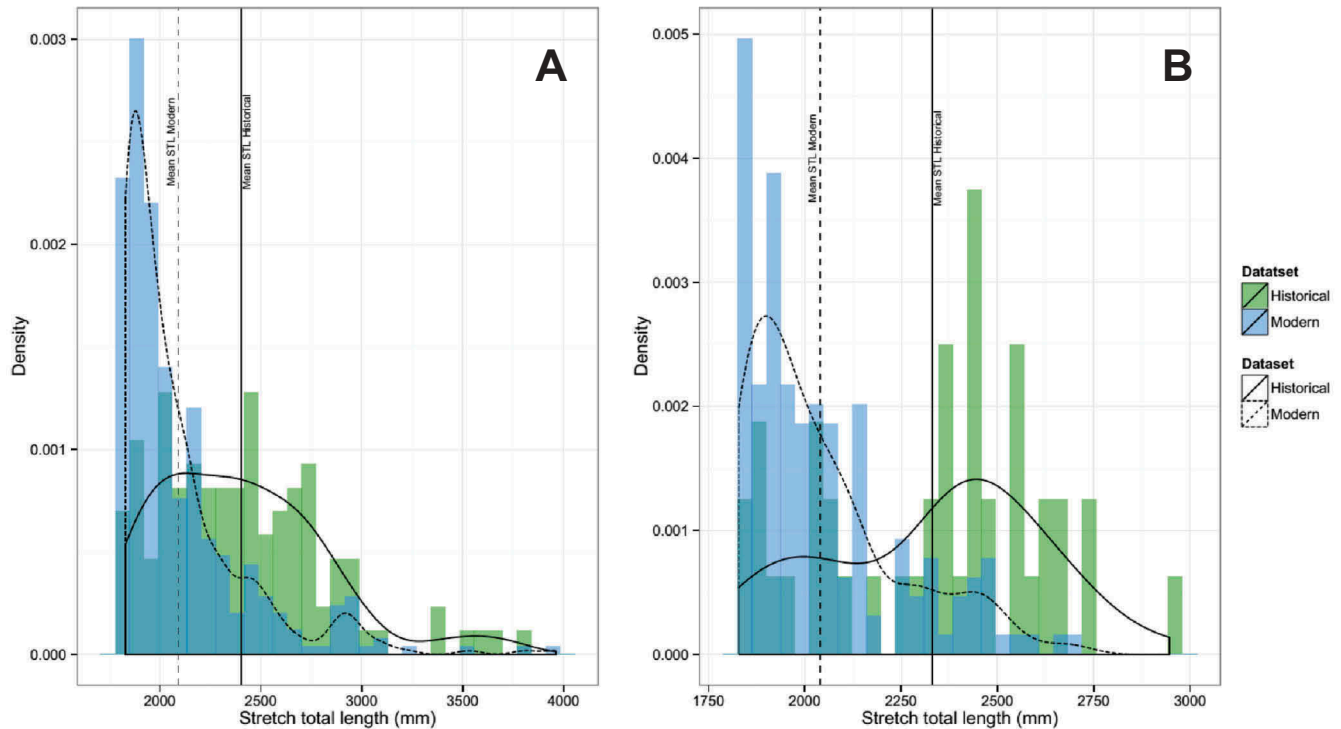 A
0.003
0.002
0.001
0.000
Density
Mean STL Modern
Mean STL Historical
2000 2500 3000 3500 4000
Stretch total length (mm)
B
0.005
0.004
0.003
0.002
0.001
0.000
Density
Mean STL Modern
Mean STL Historical
1750 2000 2250 2500 2750 3000
Stretch total length (mm)
Datatset
Historical
Modern
Dataset
Historical
Modern